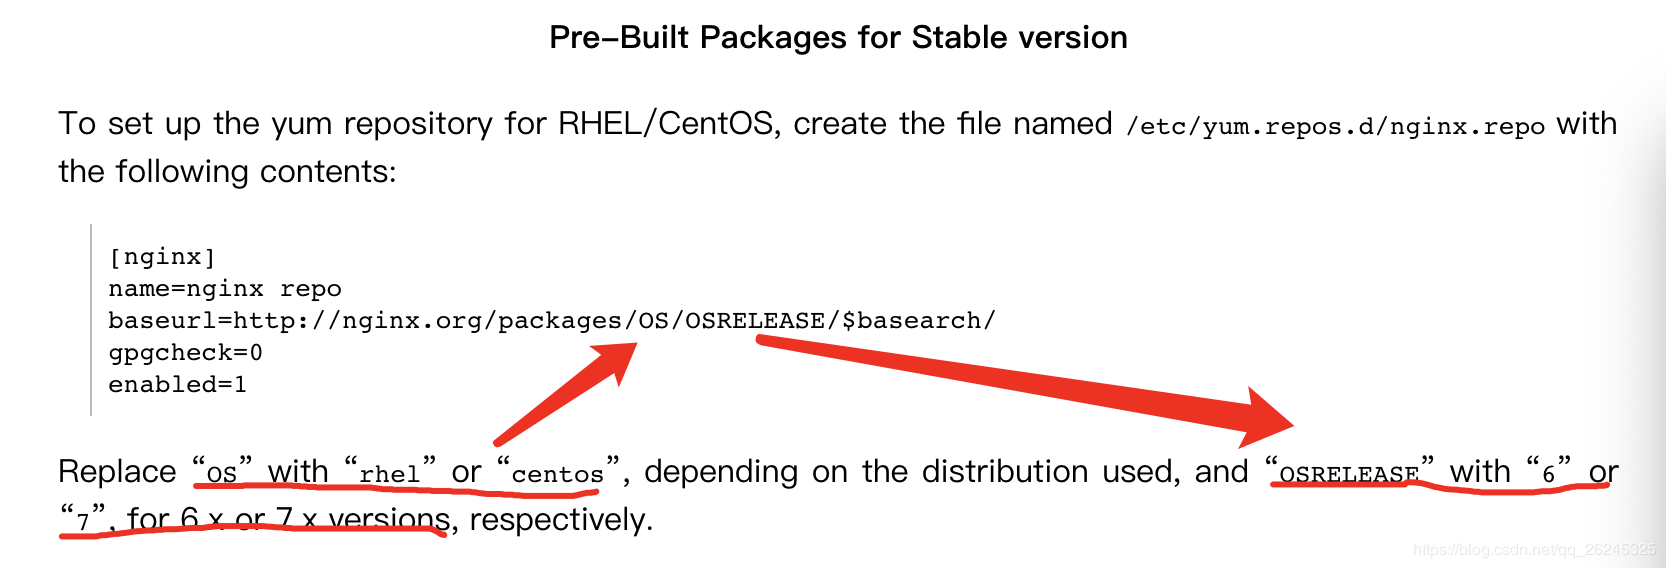 Pre-Built Packages for Stable version
To set up the yum repository for RHEL/CentOS, create the file named /etc/yum.repos.d/nginx.repo with
the following contents:
[nginx]
name=nginx repo
baseurl=http://nginx.org/packages/OS/OSRELEASE/$basearch/
gpgcheck=0
enabled=1
Replace “OS” with “rhel” or “centos”, depending on the distribution used, and “OSRELEASE” with “6” or
“7”, for 6.x or 7.x versions, respectively.
https://blog.csdn.net/qq_26245325